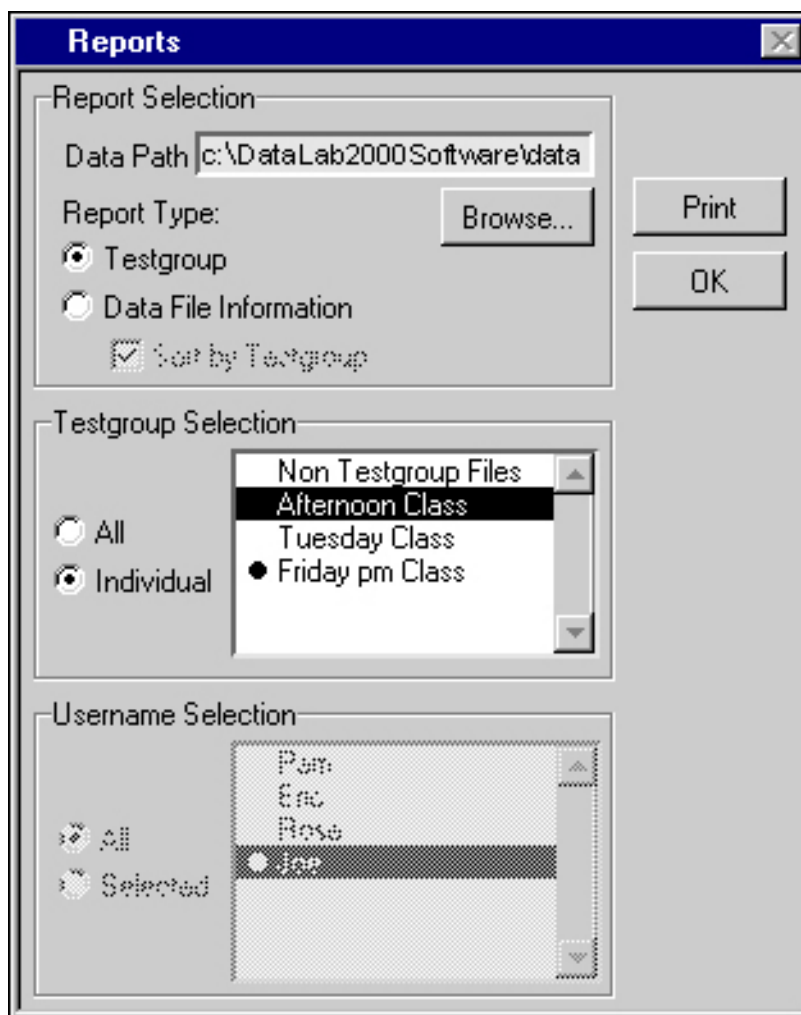 Reports
Report Selection
Data Path c:\DataLab2000Software\data
Report Type:
Browse...
Testgroup
Data File Information
Sort by Testgroup
Print
OK
Testgroup Selection
All
Individual
Non Testgroup Files
Afternoon Class
Tuesday Class
Friday pm Class
Username Selection
All
Selected
Pam
Eric
Rose
Joe